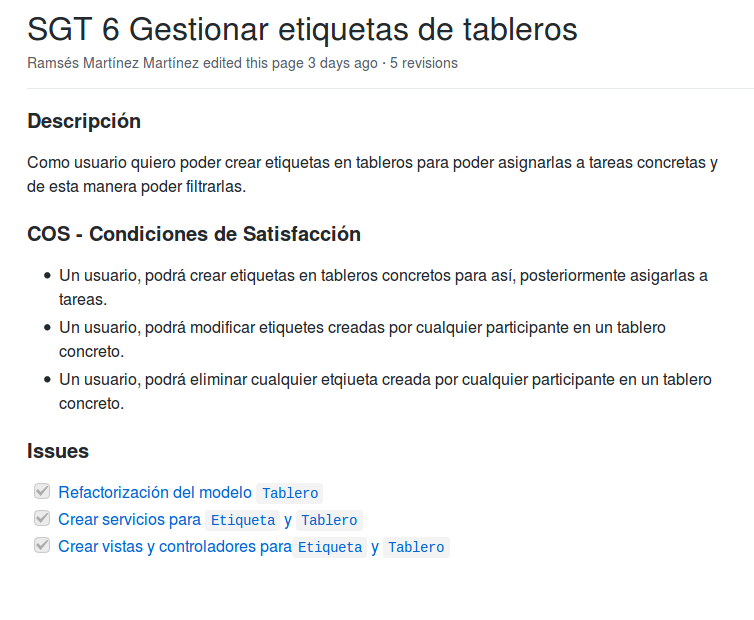 SGT 6 Gestionar etiquetas de tableros
Ramsés Martínez Martínez edited this page 3 days ago · 5 revisions
Descripción
Como usuario quiero poder crear etiquetas en tableros para poder asignarlas a tareas concretas y
de esta manera poder filtrarlas.
COS - Condiciones de Satisfacción
• Un usuario, podrá crear etiquetas en tableros concretos para así, posteriormente asigarlas a
tareas.
• Un usuario, podrá modificar etiquetes creadas por cualquier participante en un tablero
concreto.
• Un usuario, podrá eliminar cualquier etqiueta creada por cualquier participante en un tablero
concreto.
Issues
Refactorización del modelo Tablero
Crear servicios para Etiqueta y Tablero
Crear vistas y controladores para Etiqueta y Tablero